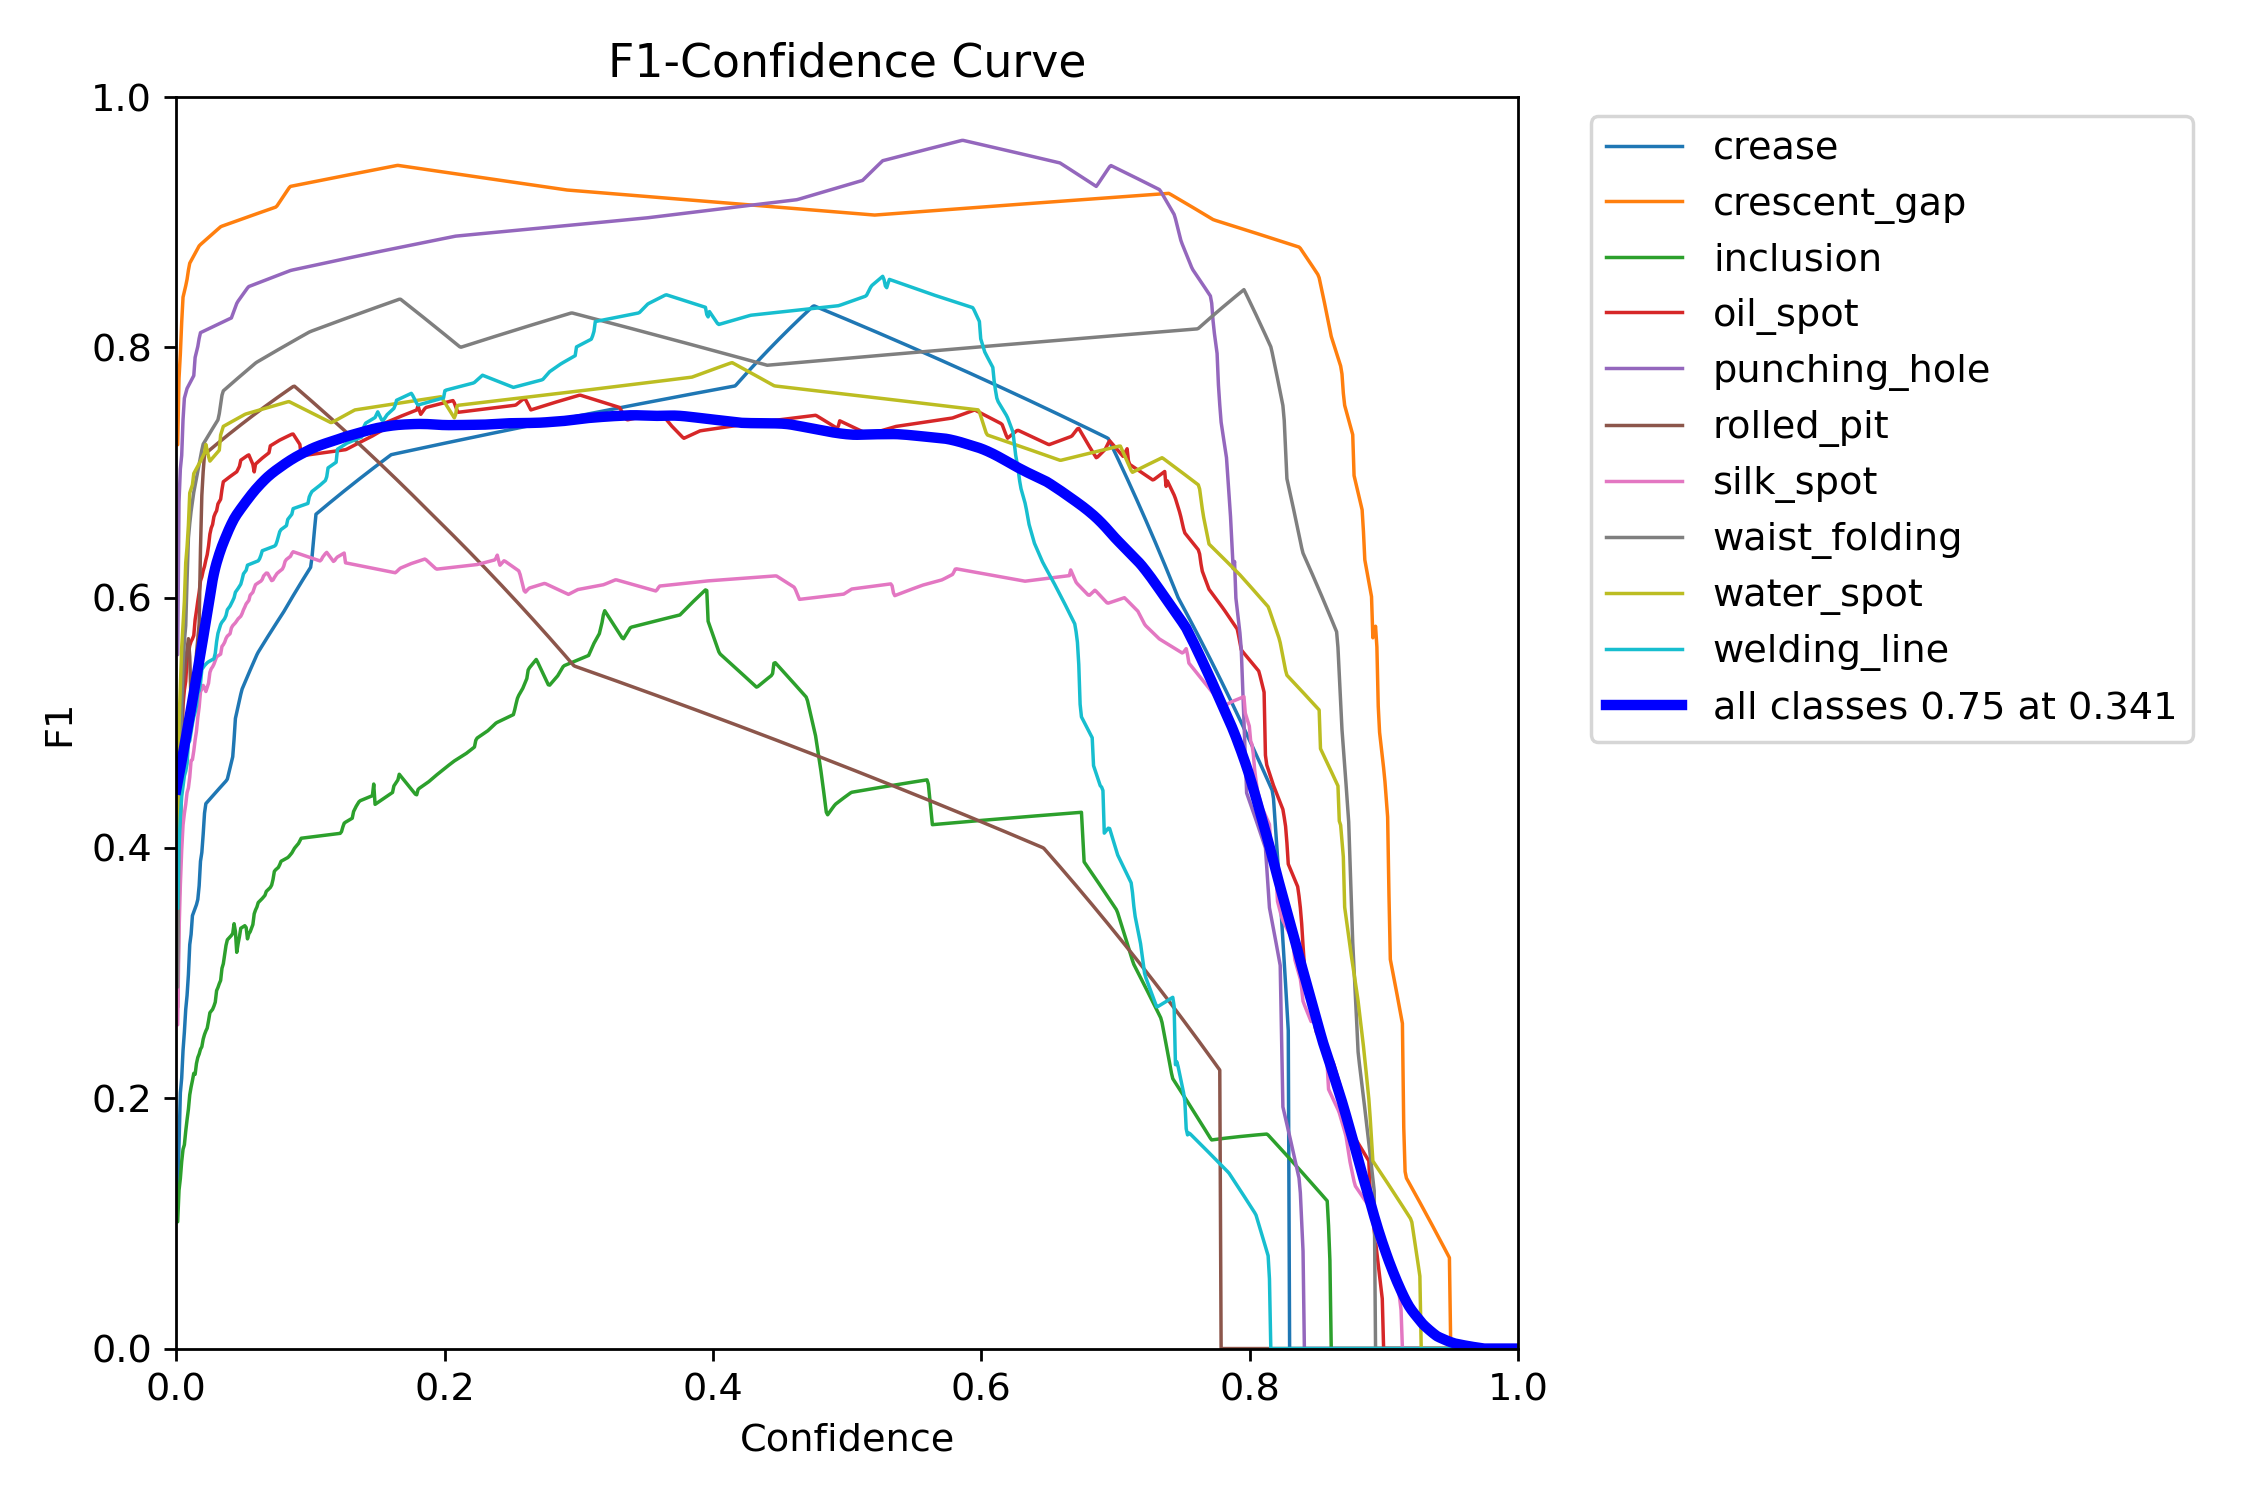 F1-Confidence Curve
1.0
0.8
0.6
0.4
0.2
0.0
F1
0.0 0.2 0.4 0.6 0.8 1.0
Confidence
crease
crescent_gap
inclusion
oil_spot
punching_hole
rolled_pit
silk_spot
waist_folding
water_spot
welding_line
all classes 0.75 at 0.341